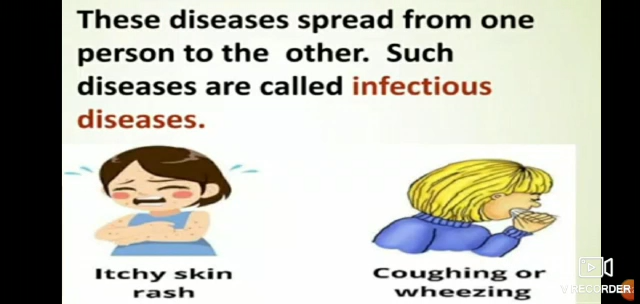 These diseases spread from one
person to the other. Such
diseases are called infectious
diseases.
Itchy skin
rash
Coughing or
wheezing
V RECORDER